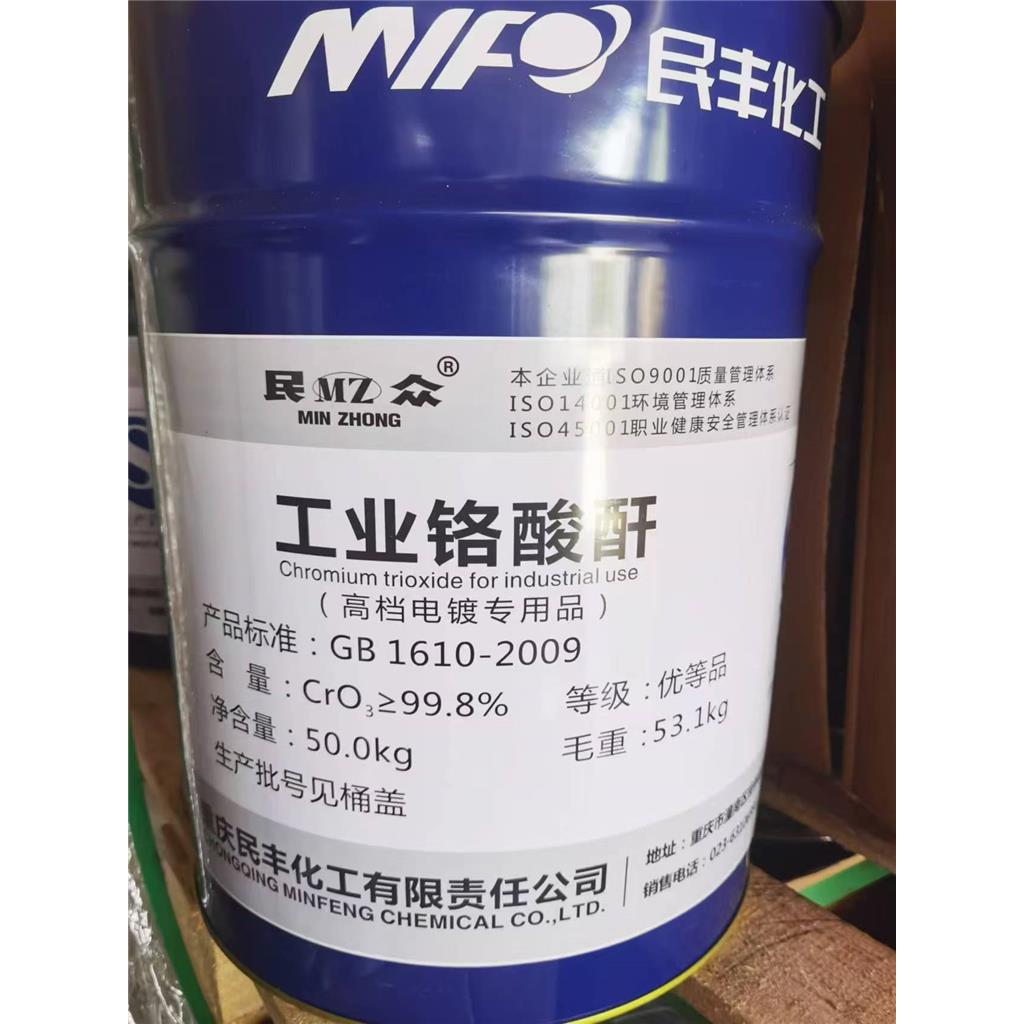 MIFO 民丰化工
民 MZ 众 ®
MIN ZHONG
本企业通ISO9001质量管理体系
ISO14001环境管理体系
ISO45001职业健康安全管理体系认证
工业铬酸酐
Chromium trioxide for industrial use
(高档电镀专用品)
产品标准:GB 1610-2009
含 量:CrO₃≥99.8% 等级:优等品
净含量:50.0kg 毛重:53.1kg
生产批号见桶盖
重庆民丰化工有限责任公司
CHONGQING MINFENG CHEMICAL CO.,LTD.
地址:重庆市潼南区
销售电话:023-
S